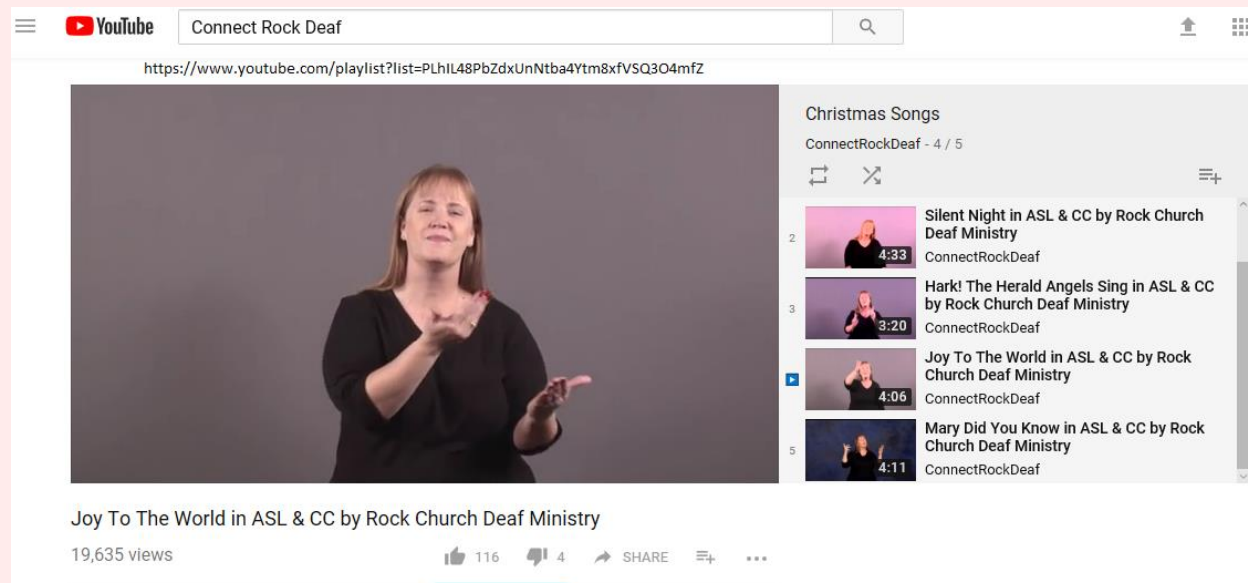 YouTube
Connect Rock Deaf
https://www.youtube.com/playlist?list=PLhIL48PbZdxUnNtba4Ytm8xfVSQ3O4mfZ
Christmas Songs
ConnectRockDeaf - 4 / 5
2
4:33
Silent Night in ASL & CC by Rock Church
Deaf Ministry
ConnectRockDeaf
3
3:20
Hark! The Herald Angels Sing in ASL & CC
by Rock Church Deaf Ministry
ConnectRockDeaf
4:06
Joy To The World in ASL & CC by Rock
Church Deaf Ministry
ConnectRockDeaf
5
4:11
Mary Did You Know in ASL & CC by Rock
Church Deaf Ministry
ConnectRockDeaf
Joy To The World in ASL & CC by Rock Church Deaf Ministry
19,635 views
116
4
SHARE